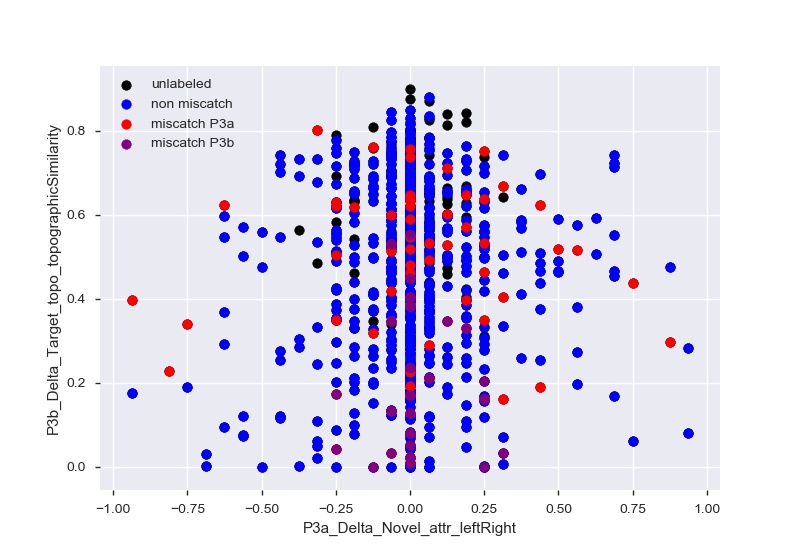 unlabeled
non miscatch
miscatch P3a
miscatch P3b
0.8
0.6
0.4
0.2
0.0
P3b_Delta_Target_topo_topographicSimilarity
−1.00 −0.75 −0.50 −0.25 0.00 0.25 0.50 0.75 1.00
P3a_Delta_Novel_attr_leftRight